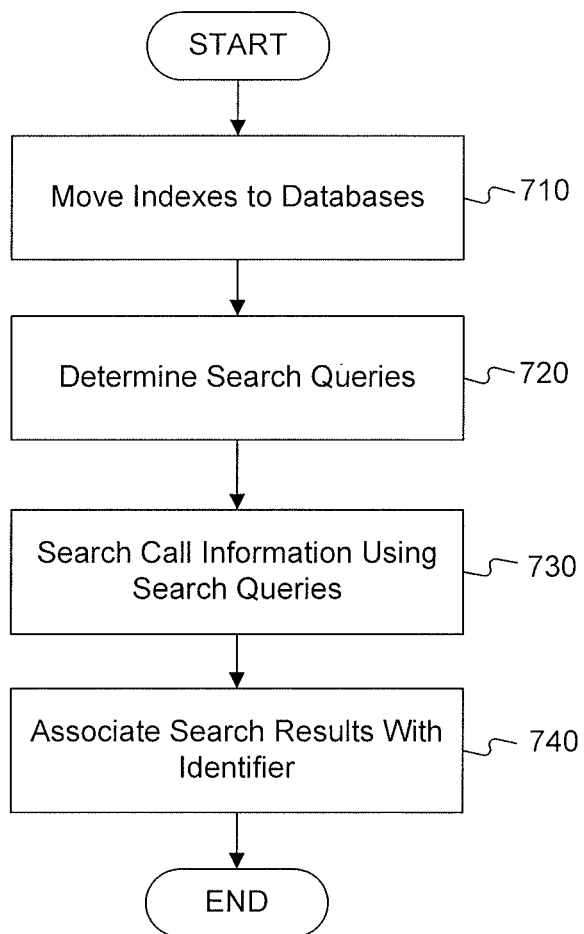 START
Move Indexes to Databases
710
Determine Search Queries
720
Search Call Information Using
Search Queries
730
Associate Search Results With
Identifier
740
END